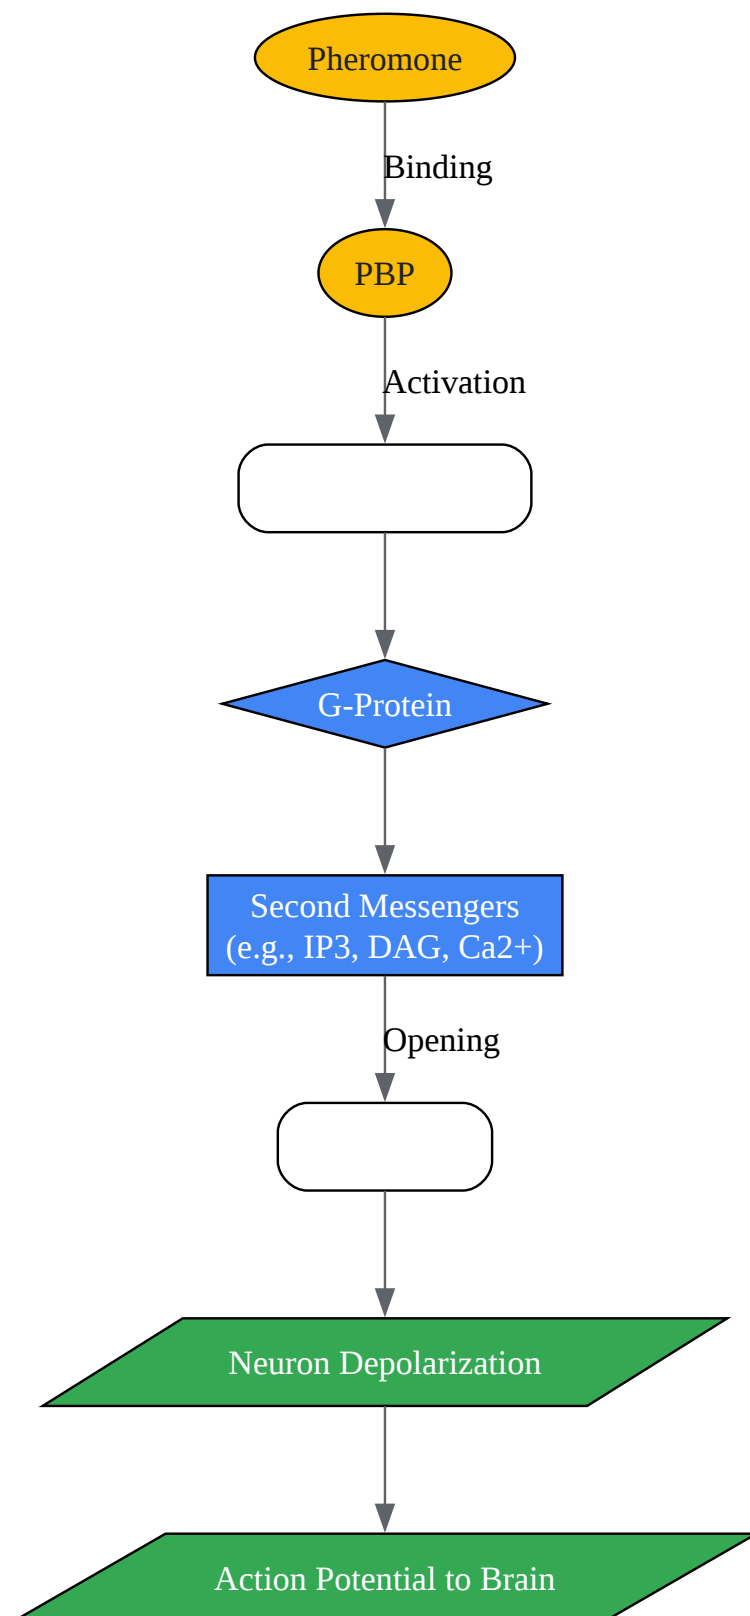 Pheromone
Binding
PBP
Activation
G-Protein
Second Messengers
(e.g., IP3, DAG, Ca2+)
Opening
Neuron Depolarization
Action Potential to Brain